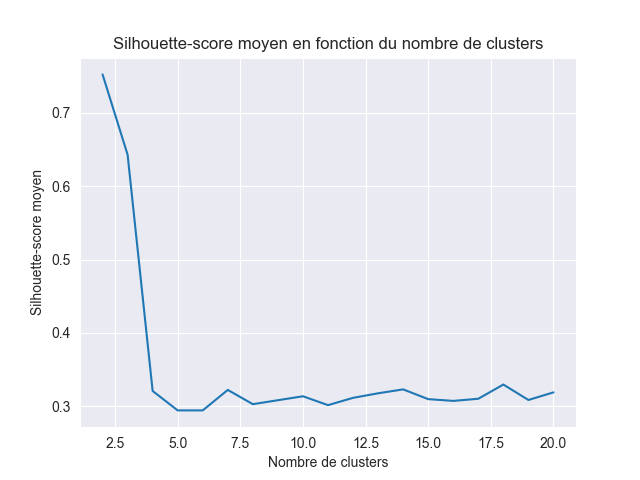 Silhouette-score moyen en fonction du nombre de clusters
Silhouette-score moyen
0.7
0.6
0.5
0.4
0.3
2.5 5.0 7.5 10.0 12.5 15.0 17.5 20.0
Nombre de clusters